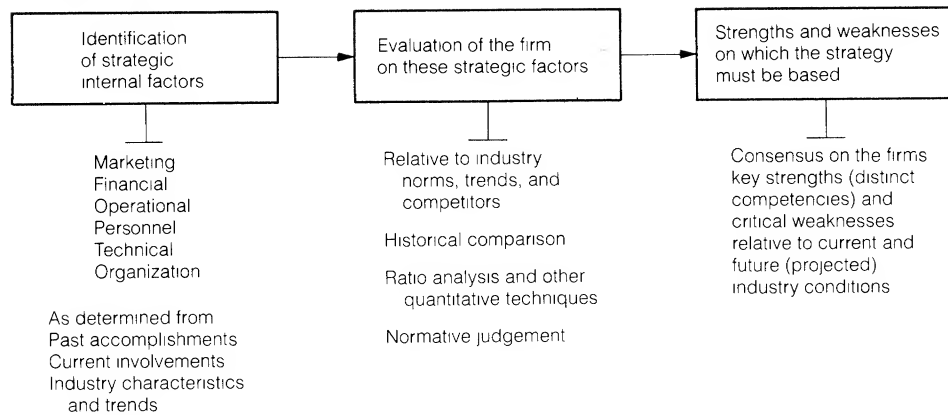 Identification
of strategic
internal factors
Evaluation of the firm
on these strategic factors
Strengths and weaknesses
on which the strategy
must be based
Marketing
Financial
Operational
Personnel
Technical
Organization
As determined from
Past accomplishments
Current involvements
Industry characteristics
and trends
Relative to industry
norms, trends, and
competitors
Historical comparison
Ratio analysis and other
quantitative techniques
Normative judgement
Consensus on the firms
key strengths (distinct
competencies) and
critical weaknesses
relative to current and
future (projected)
industry conditions